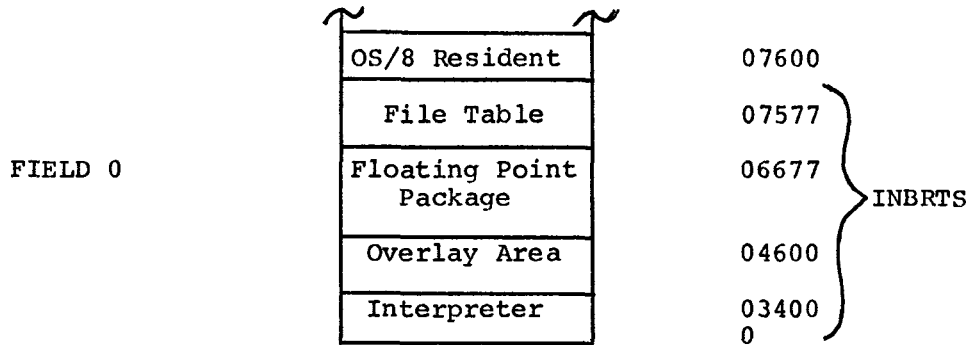 OS/8 Resident 07600
File Table 07577
FIELD 0 Floating Point 06677
Package
INBRTS
Overlay Area 04600
Interpreter 03400
0